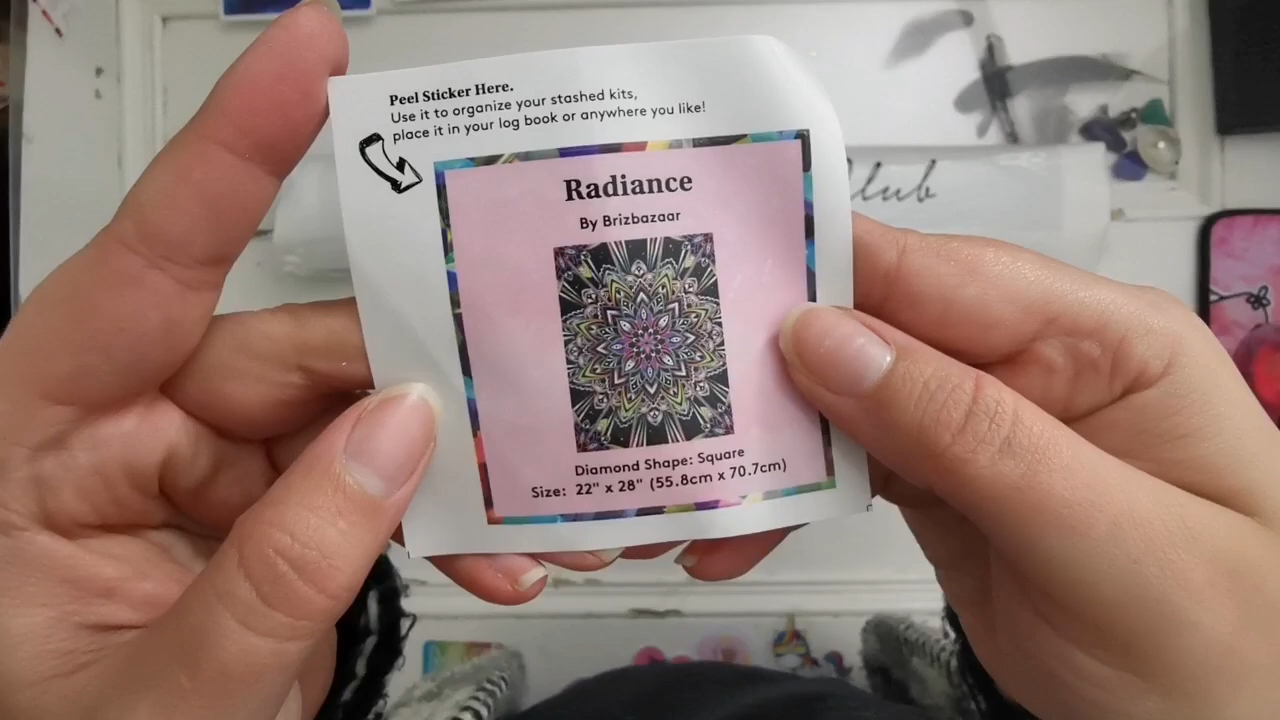 Peel Sticker Here.
Use it to organize your stashed kits,
place it in your log book or anywhere you like!
Radiance
By Brizbazaar
Diamond Shape: Square
Size: 22" x 28" (55.8cm x 70.7cm)